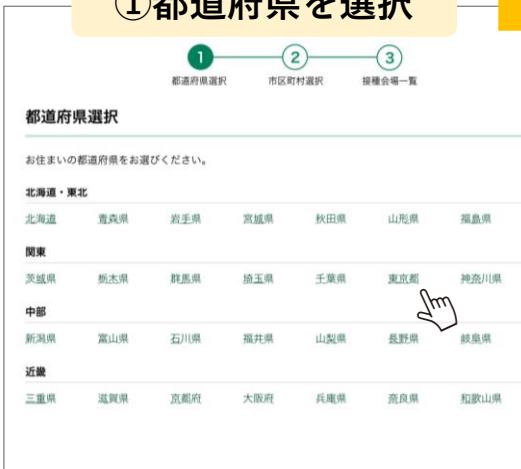 ①都道府県を選択
1 2 3
都道府県選択 市区町村選択 接種会場一覧
都道府県選択
お住まいの都道府県をお選びください。
北海道・東北
北海道 青森県 岩手県 宮城県 秋田県 山形県 福島県
関東
茨城県 栃木県 群馬県 埼玉県 千葉県 東京都 神奈川県
中部
新潟県 富山県 石川県 福井県 山梨県 長野県 岐阜県
近畿
三重県 滋賀県 京都府 大阪府 兵庫県 奈良県 和歌山県